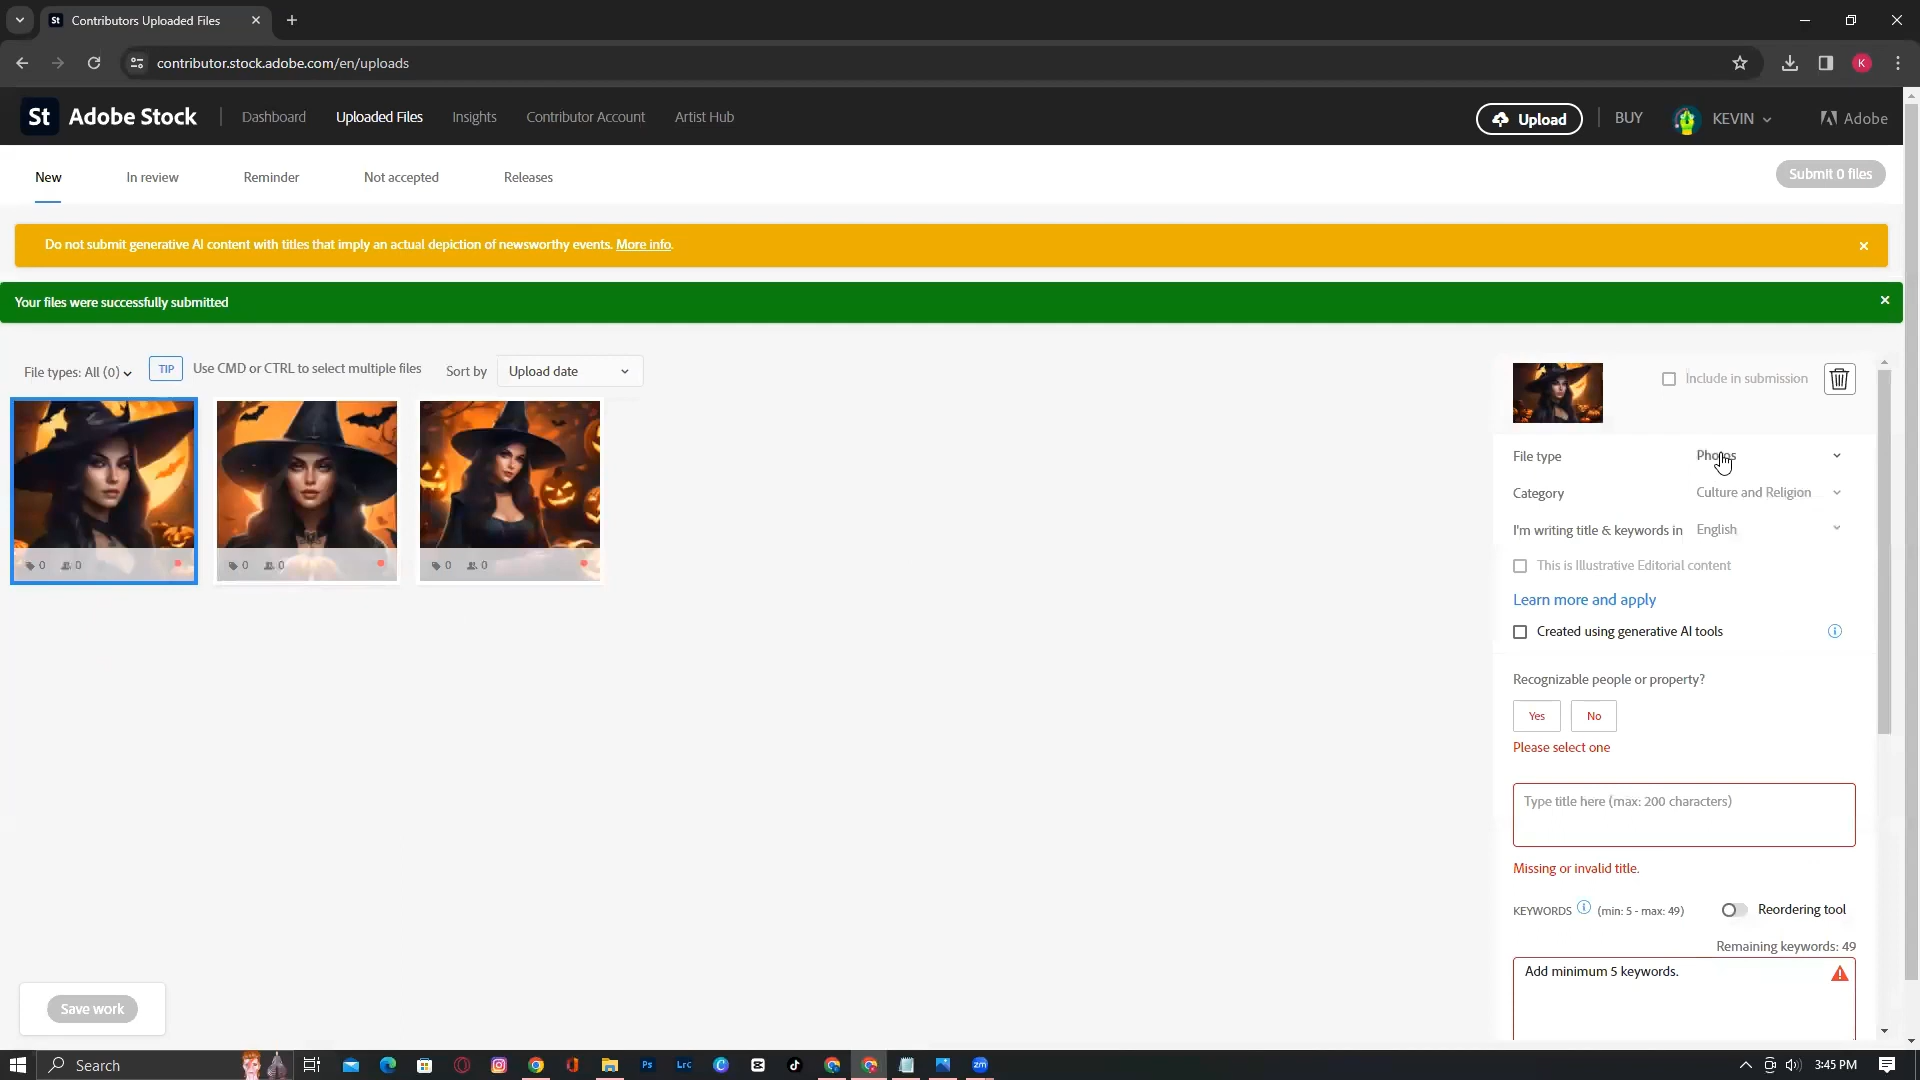 Contributors Uploaded Files
contributor.stock.adobe.com/en/uploads
K
St Adobe Stock
Dashboard
Uploaded Files
Insights
Contributor Account
Artist Hub
Upload
BUY
KEVIN
Adobe
New
In review
Reminder
Not accepted
Releases
Submit 0 files
Do not submit generative AI content with titles that imply an actual depiction of newsworthy events. More info.
Your files were successfully submitted
File types: All (0)
TIP
Use CMD or CTRL to select multiple files
Sort by
Upload date
Include in submission
0 0
0 0
0 0
File type
Photos
Category
Culture and Religion
I'm writing title & keywords in
English
This is Illustrative Editorial content
Learn more and apply
Created using generative AI tools
Recognizable people or property?
Yes
No
Please select one
Type title here (max: 200 characters)
Missing or invalid title.
KEYWORDS (min: 5 - max: 49)
Reordering tool
Remaining keywords: 49
Add minimum 5 keywords.
Save work
Search
Ps
Lrc
zm
3:45 PM